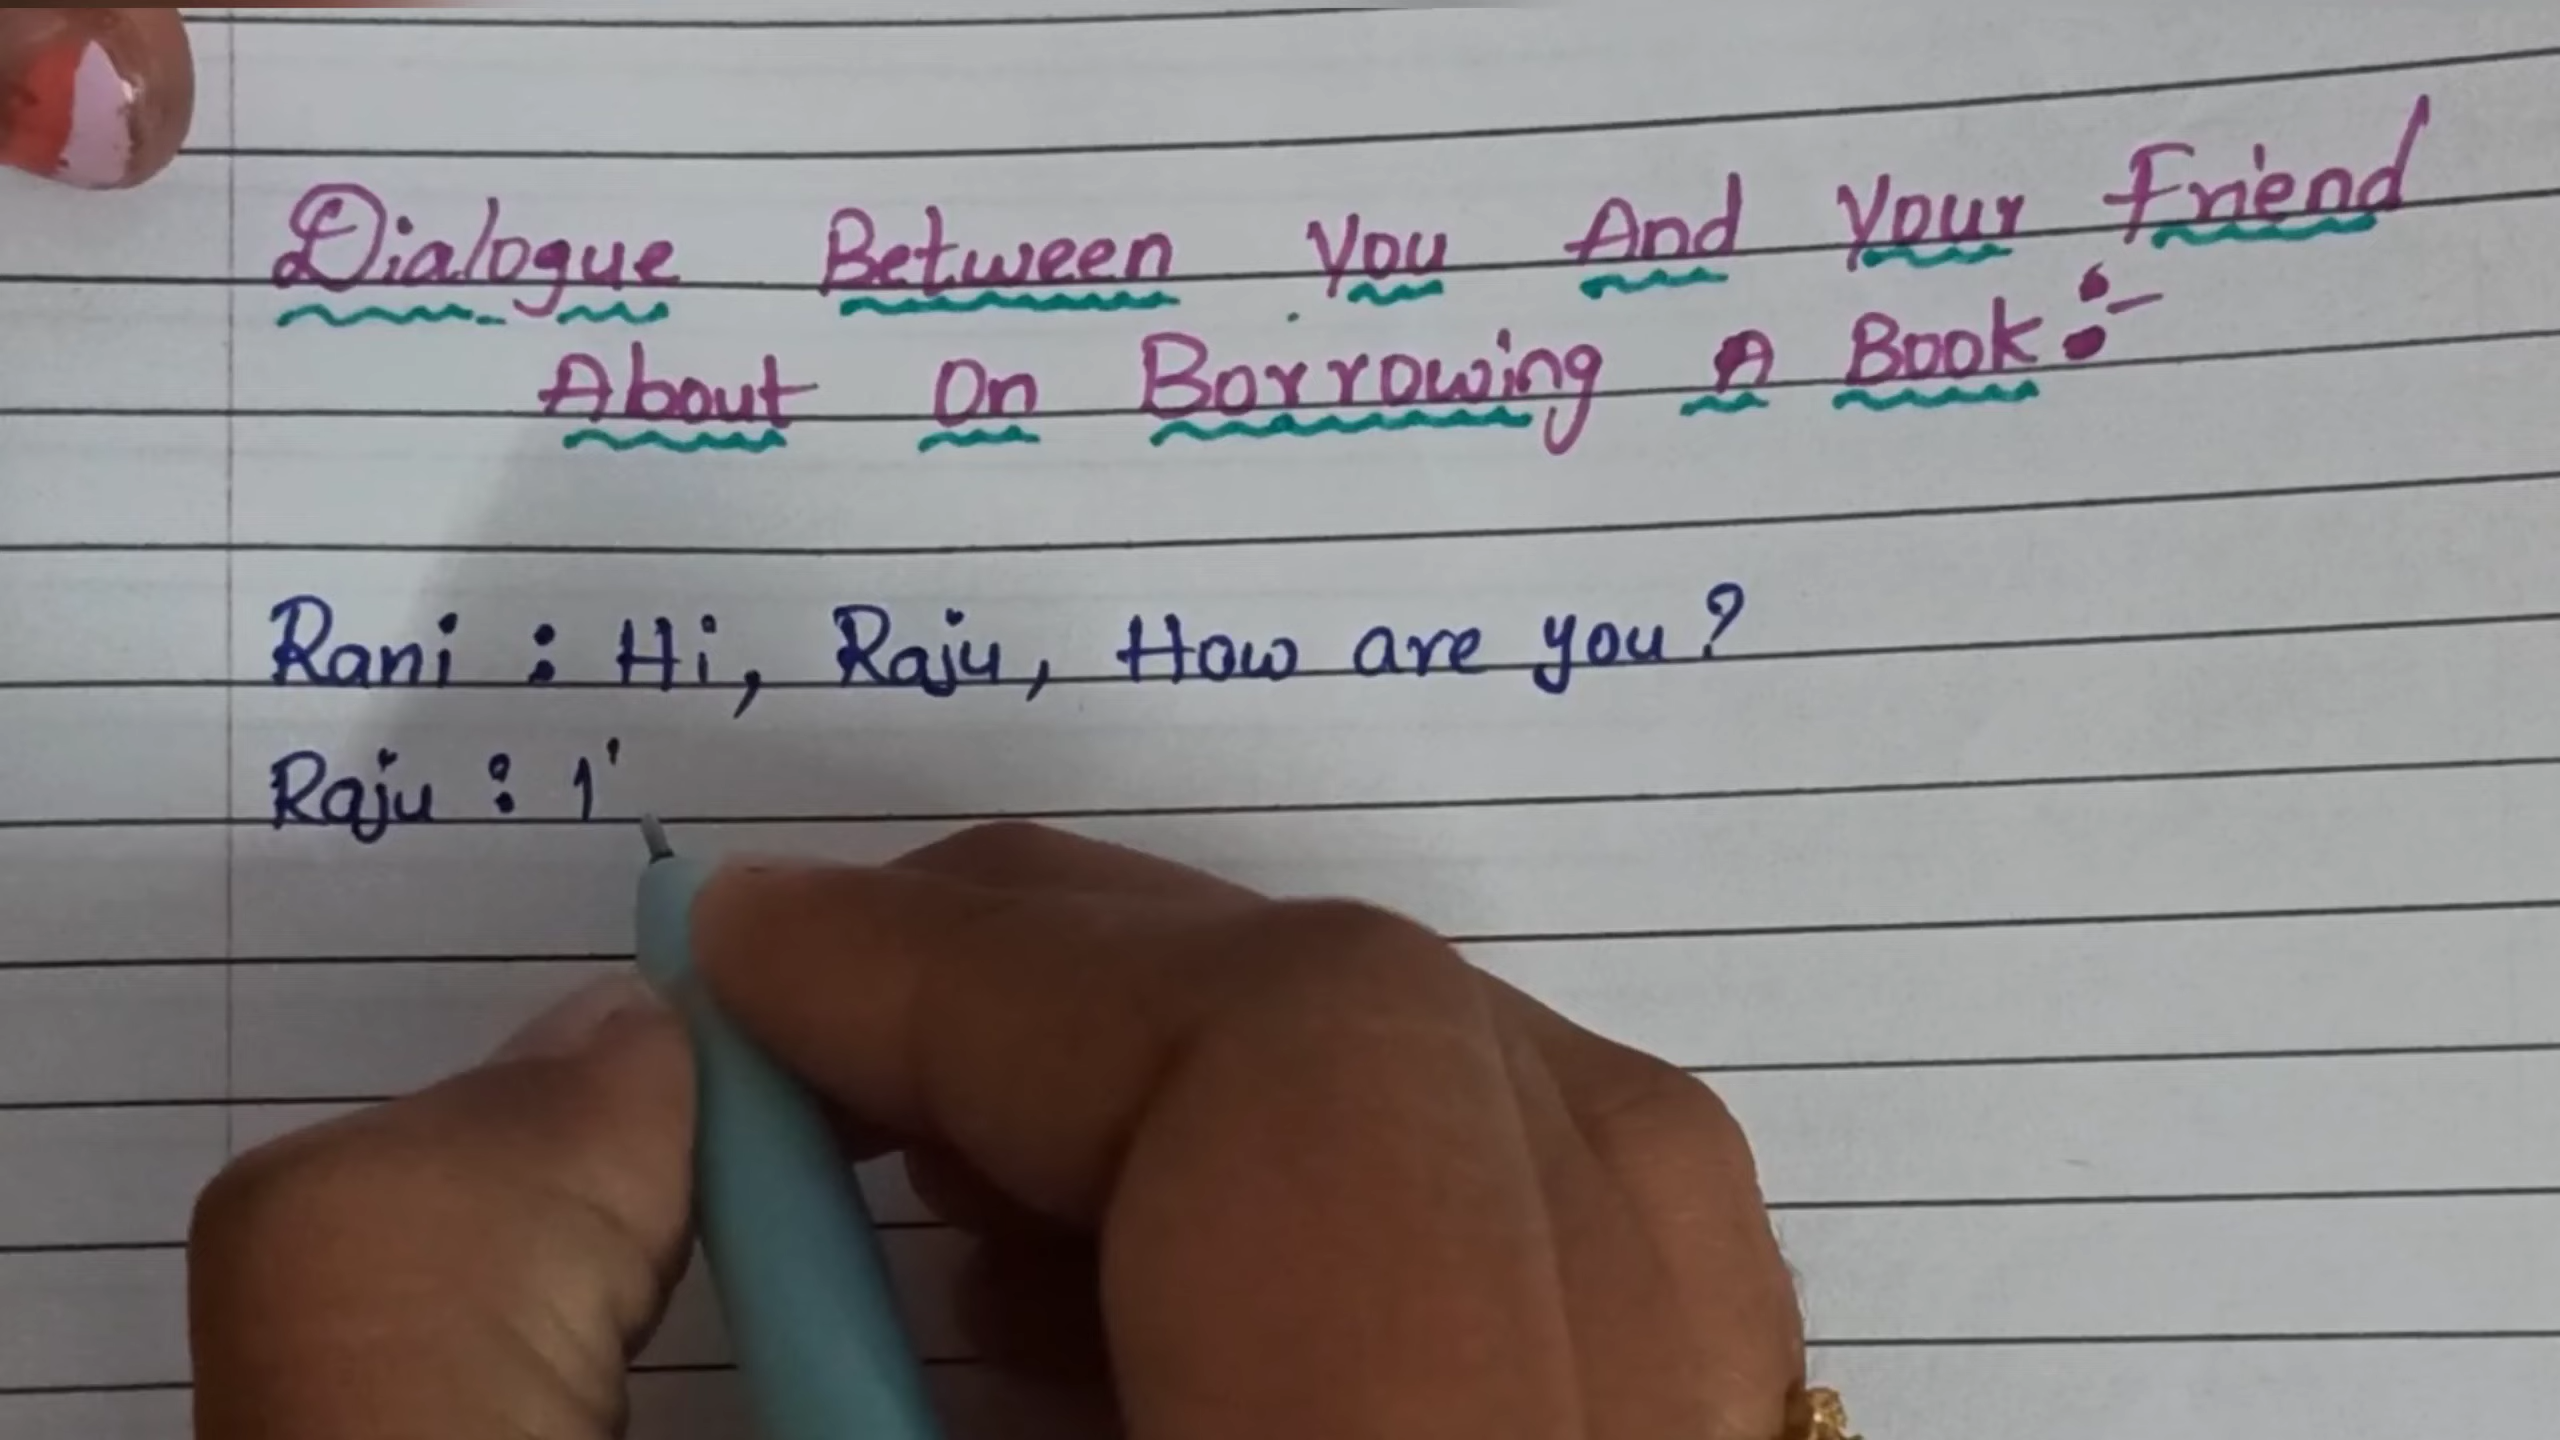 Dialogue Between You And Your Friend
About On Borrowing A Book:-
Rani : Hi, Raju, How are you?
Raju : I'